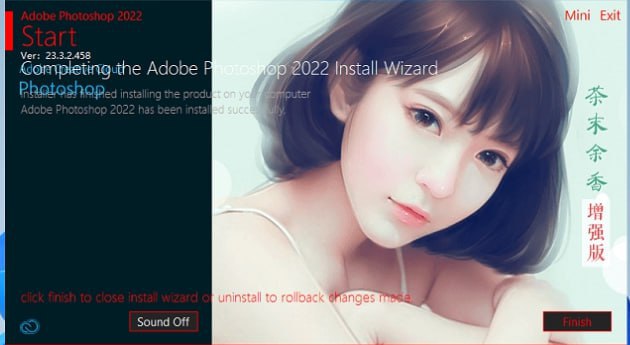 Adobe Photoshop 2022
Mini Exit
Start
Ver: 23.3.2.458
Completing the Adobe Photoshop 2022 Install Wizard
Adobe Creative Cloud
Photoshop
Installer has finished installing the product on your computer
Adobe Photoshop 2022 has been installed successfully.
茶末余香
增强版
click finish to close install wizard or uninstall to rollback changes made.
Sound Off
Finish